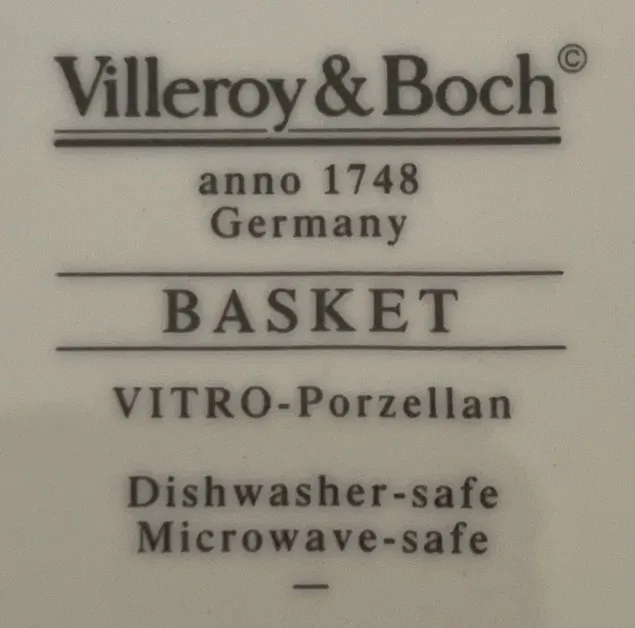 Villeroy & Boch©
anno 1748
Germany
BASKET
VITRO-Porzellan
Dishwasher-safe
Microwave-safe